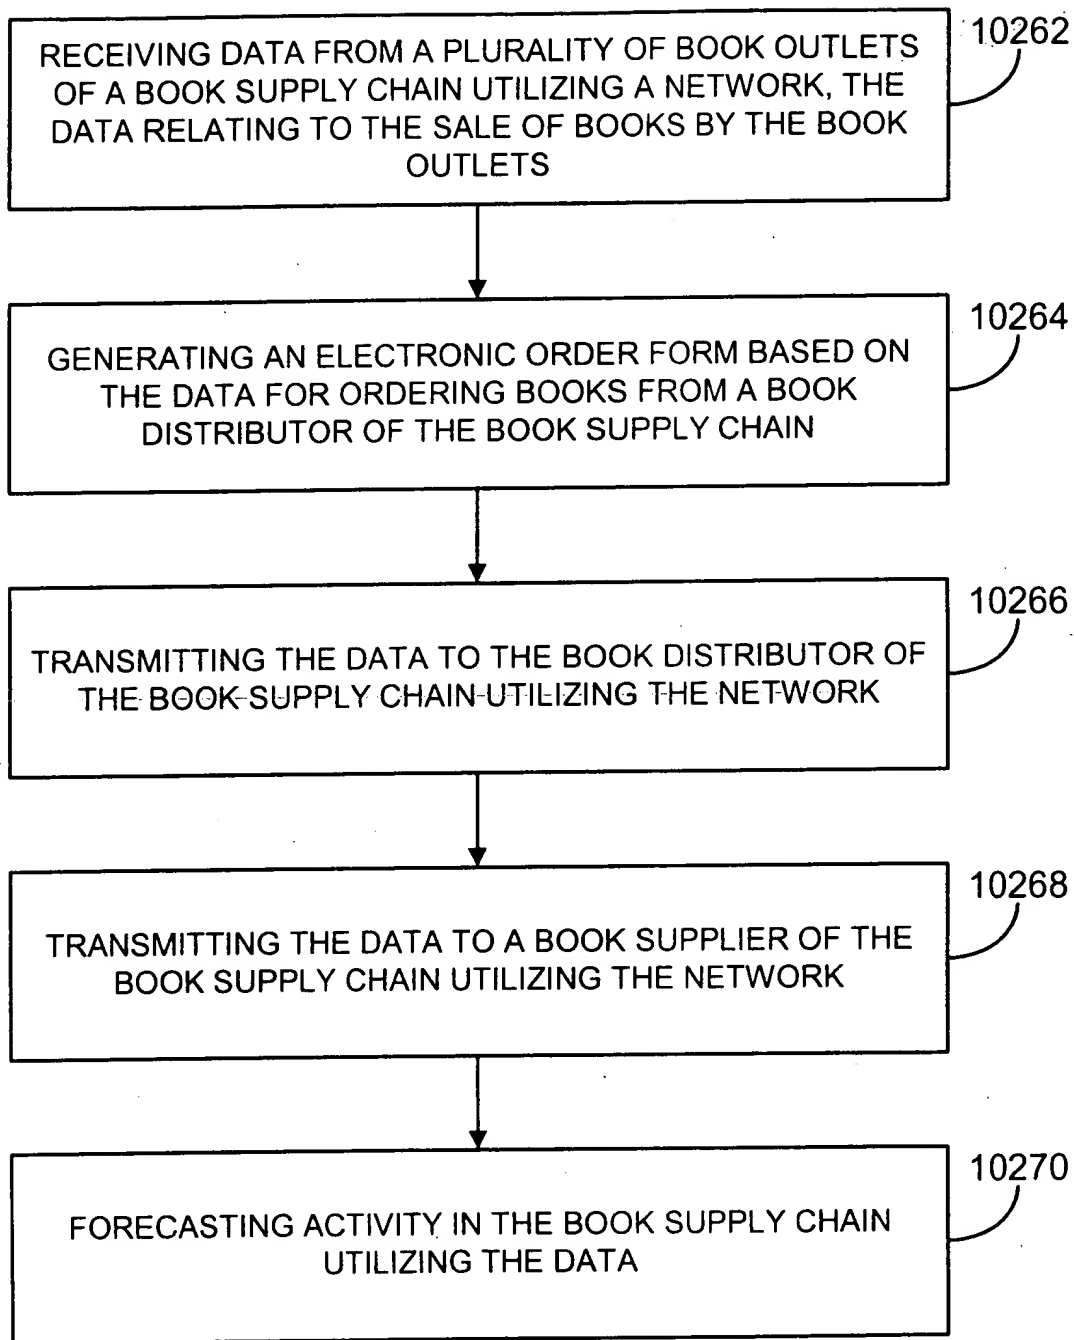 RECEIVING DATA FROM A PLURALITY OF BOOK OUTLETS
OF A BOOK SUPPLY CHAIN UTILIZING A NETWORK, THE
DATA RELATING TO THE SALE OF BOOKS BY THE BOOK
OUTLETS
10262
GENERATING AN ELECTRONIC ORDER FORM BASED ON
THE DATA FOR ORDERING BOOKS FROM A BOOK
DISTRIBUTOR OF THE BOOK SUPPLY CHAIN
10264
TRANSMITTING THE DATA TO THE BOOK DISTRIBUTOR OF
THE BOOK SUPPLY CHAIN UTILIZING THE NETWORK
10266
TRANSMITTING THE DATA TO A BOOK SUPPLIER OF THE
BOOK SUPPLY CHAIN UTILIZING THE NETWORK
10268
FORECASTING ACTIVITY IN THE BOOK SUPPLY CHAIN
UTILIZING THE DATA
10270